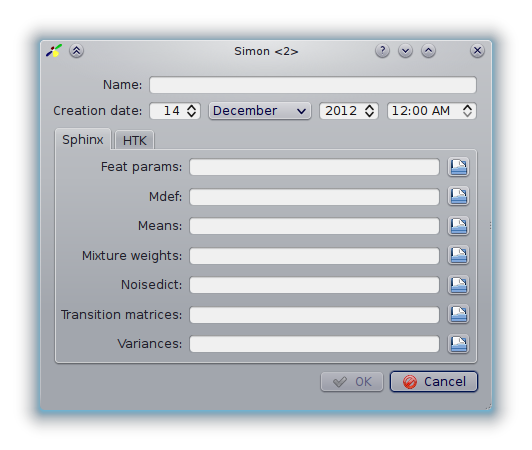 Simon <2>
?
Name:
Creation date: 14 December 2012 12:00 AM
Sphinx HTK
Feat params:
Mdef:
Means:
Mixture weights:
Noisedict:
Transition matrices:
Variances:
OK Cancel